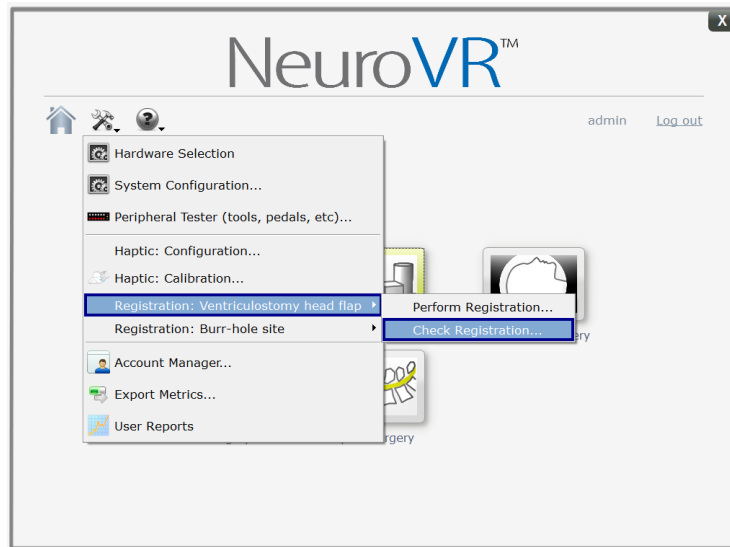 X
NeuroVR™
admin Log out
Hardware Selection
System Configuration...
Peripheral Tester (tools, pedals, etc)...
Haptic: Configuration...
Haptic: Calibration...
Registration: Ventriculostomy head flap
Perform Registration...
Registration: Burr-hole site
Check Registration...
Account Manager...
Export Metrics...
User Reports